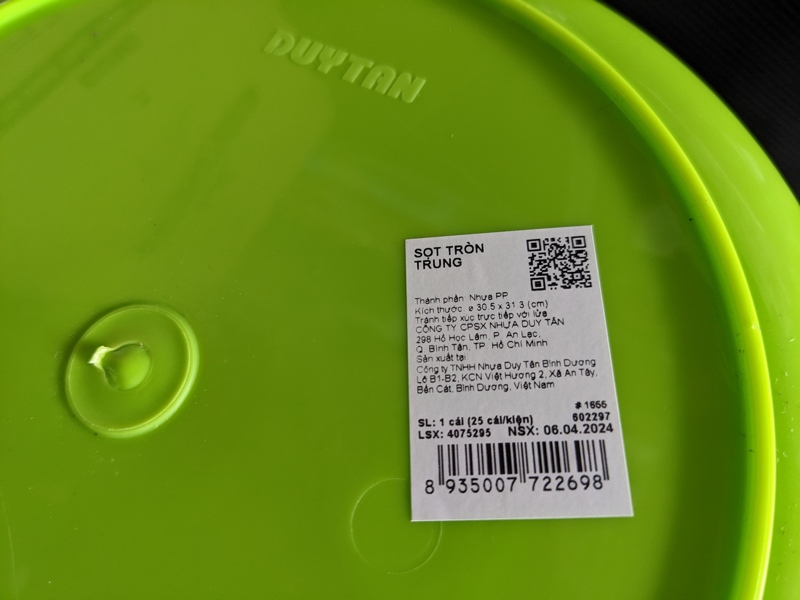 DUYTAN
SỌT TRÒN
TRUNG
Thành phần: Nhựa PP
Kích thước: ø 30.5 x 31.3 (cm)
Tránh tiếp xúc trực tiếp với lửa
CÔNG TY CPSX NHỰA DUY TÂN
298 Hồ Học Lãm, P. An Lạc,
Q. Bình Tân, TP. Hồ Chí Minh
Sản xuất tại
Công ty TNHH Nhựa Duy Tân Bình Dương
Lô B1-B2, KCN Việt Hương 2, Xã An Tây,
Bến Cát, Bình Dương, Việt Nam
# 1655
SL: 1 cái (25 cái/kiện) 602297
LSX: 4075295 NSX: 06.04.2024
8 935007 722698